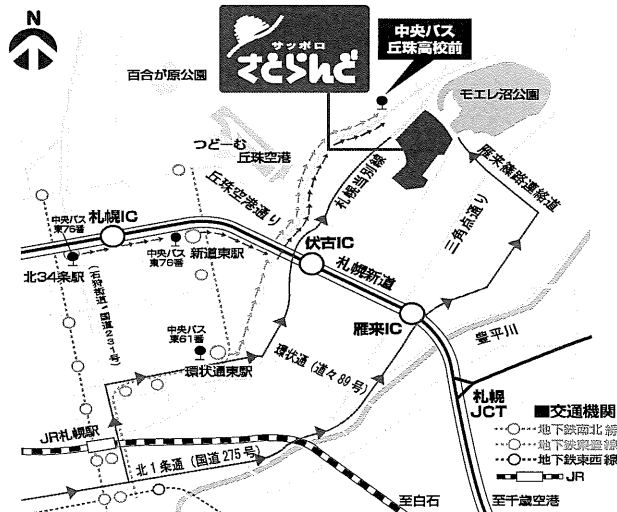 N
サッポロ
さとらんど
中央バス
丘珠高校前
百合が原公園
モエレ沼公園
つどーむ
丘珠空港
丘珠空港通り
札幌当別線
雁来篠路連絡道
三角点通り
中央バス
東76番
札幌IC
北34条駅
中央バス
東76番
新道東駅
伏古IC
札幌新道
(石狩街道・国道231号)
中央バス
東61番
環状通東駅
雁来IC
豊平川
環状通(道々89号)
札幌
JCT
JR札幌駅
北1条通(国道275号)
■交通機関
地下鉄南北線
地下鉄東豊線
地下鉄東西線
JR
至白石
至千歳空港